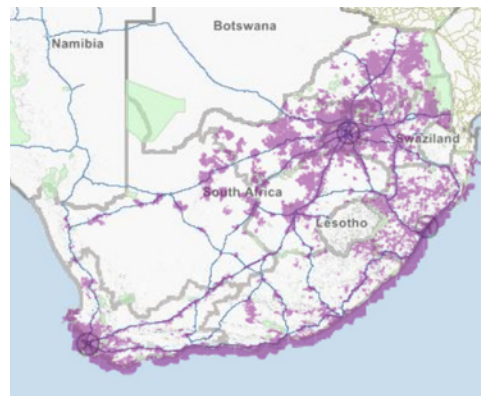 Botswana
Namibia
Swaziland
South Africa
Lesotho